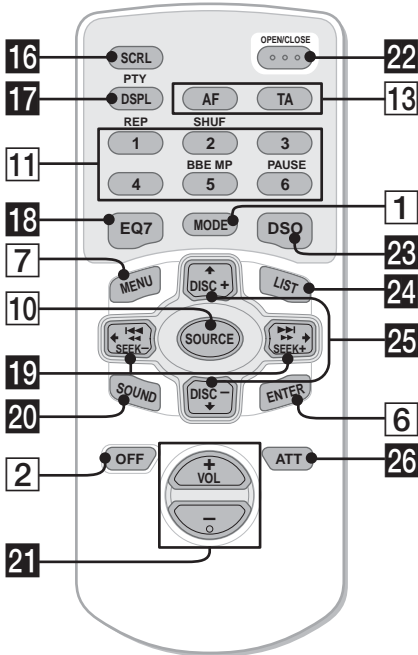 OPEN/CLOSE
16 SCRL 22
PTY
17 DSPL AF TA 13
REP SHUF
11 1 2 3
BBE MP PAUSE
4 5 6
18 EQ7 MODE DSO 1
23
7 MENU DISC + LIST 24
10 SOURCE 25
SEEK– SEEK+
19
20 SOUND DISC – ENTER 6
2 OFF + VOL ATT 26
–
21